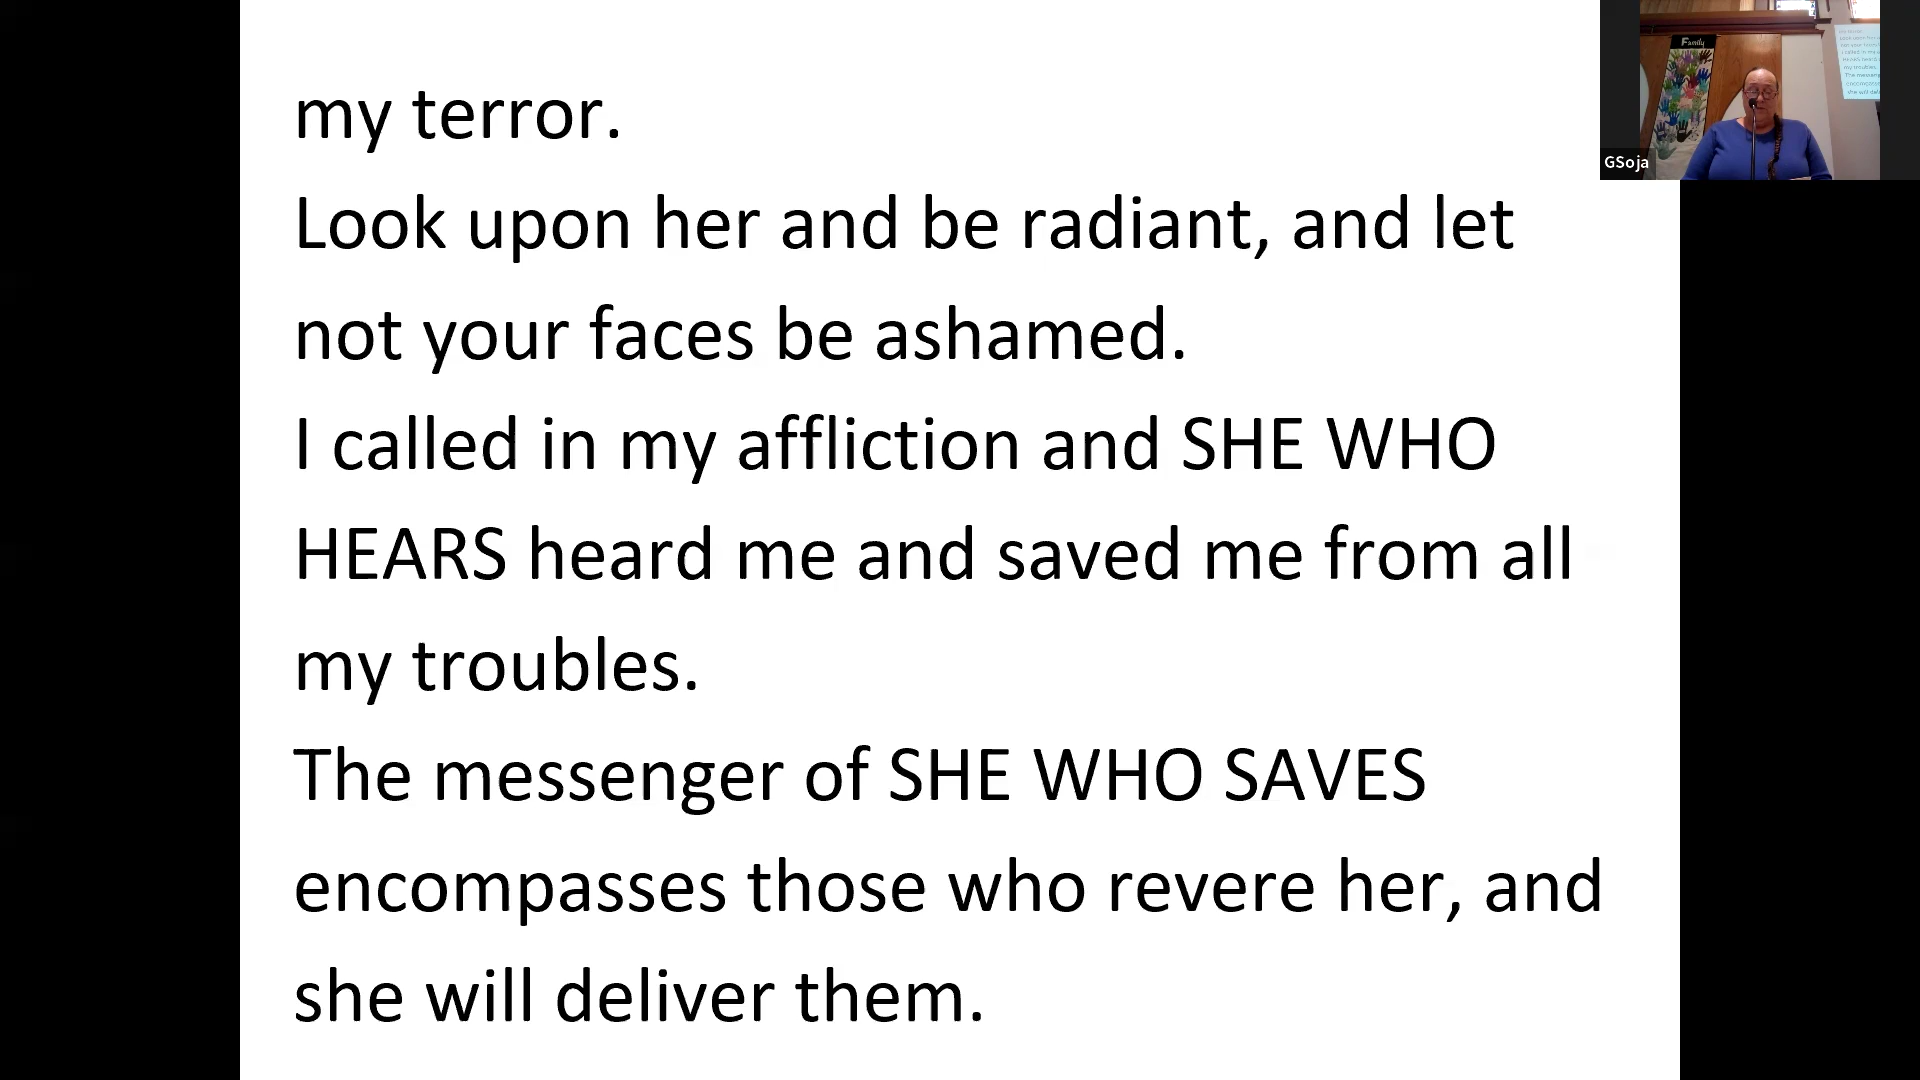 my terror.
Look upon her and be radiant, and let
not your faces be ashamed.
I called in my affliction and SHE WHO
HEARS heard me and saved me from all
my troubles.
The messenger of SHE WHO SAVES
encompasses those who revere her, and
she will deliver them.
Family
GSoja